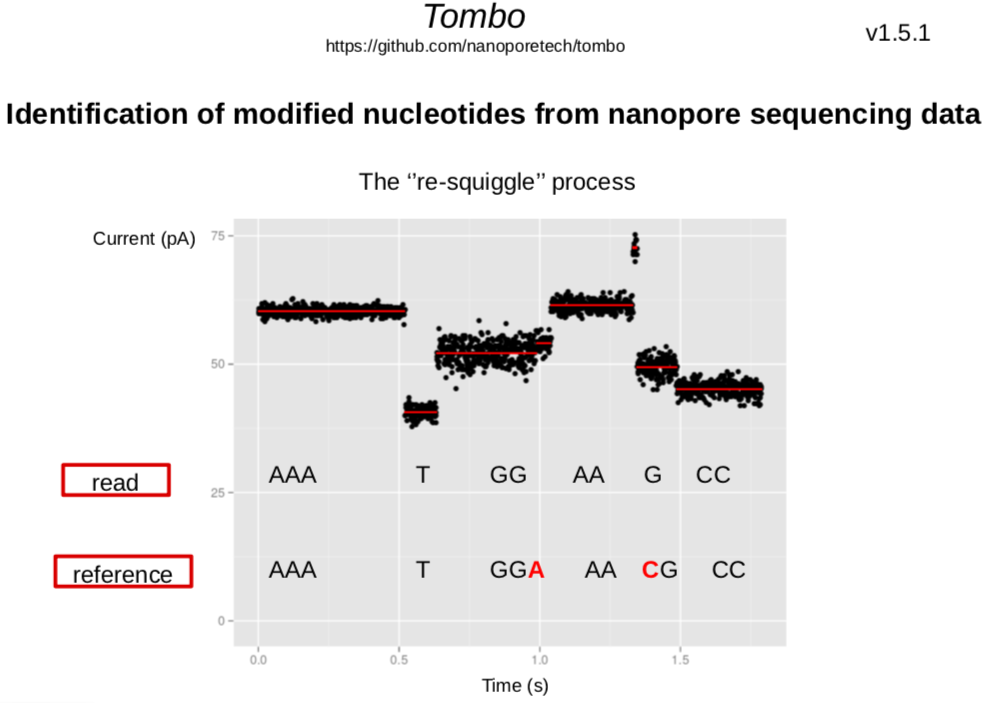 Tombo
https://github.com/nanoporetech/tombo
v1.5.1
Identification of modified nucleotides from nanopore sequencing data
The ‘’re-squiggle’’ process
Current (pA)
75
50
25
0
read
AAA T GG AA G CC
reference
AAA T GGA AA CG CC
0.0 0.5 1.0 1.5
Time (s)